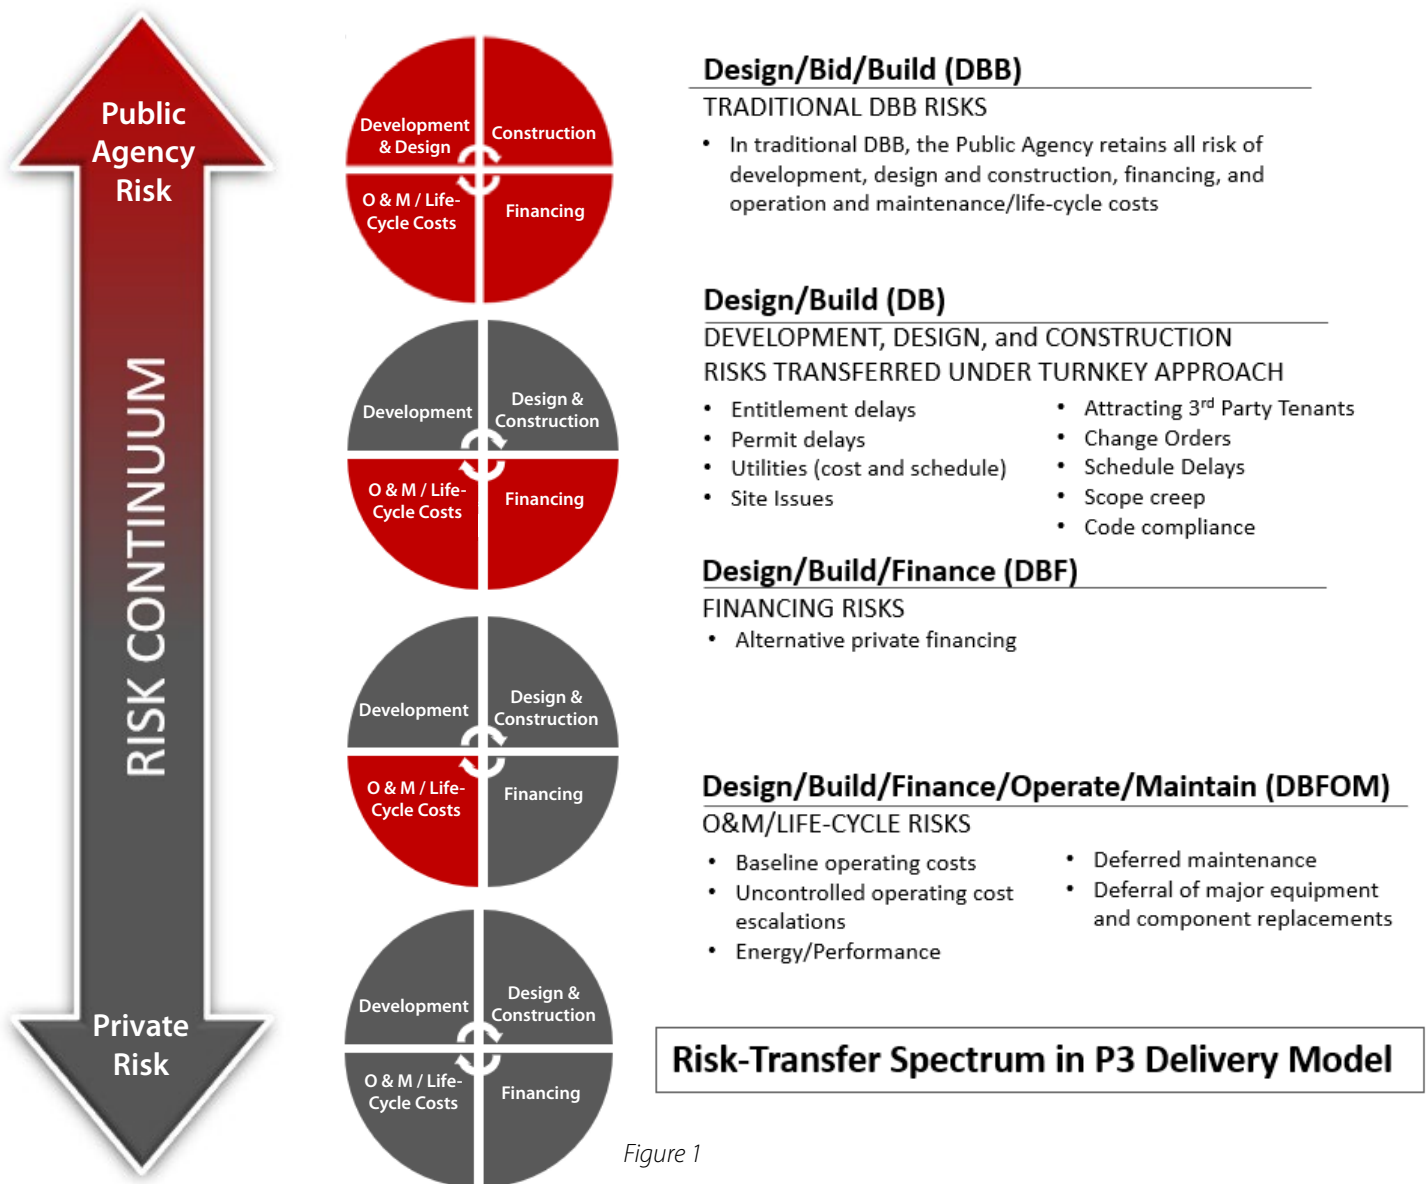 Public
Agency
Risk
RISK CONTINUUM
Private
Risk
Development
& Design
Construction
O & M / Life-
Cycle Costs
Financing
Development
Design &
Construction
O & M / Life-
Cycle Costs
Financing
Development
Design &
Construction
O & M / Life-
Cycle Costs
Financing
Development
Design &
Construction
O & M / Life-
Cycle Costs
Financing
Design/Bid/Build (DBB)
TRADITIONAL DBB RISKS
• In traditional DBB, the Public Agency retains all risk of
development, design and construction, financing, and
operation and maintenance/life-cycle costs
Design/Build (DB)
DEVELOPMENT, DESIGN, and CONSTRUCTION
RISKS TRANSFERRED UNDER TURNKEY APPROACH
• Entitlement delays
• Permit delays
• Utilities (cost and schedule)
• Site Issues
• Attracting 3rd Party Tenants
• Change Orders
• Schedule Delays
• Scope creep
• Code compliance
Design/Build/Finance (DBF)
FINANCING RISKS
• Alternative private financing
Design/Build/Finance/Operate/Maintain (DBFOM)
O&M/LIFE-CYCLE RISKS
• Baseline operating costs
• Uncontrolled operating cost
escalations
• Energy/Performance
• Deferred maintenance
• Deferral of major equipment
and component replacements
Risk-Transfer Spectrum in P3 Delivery Model
Figure 1